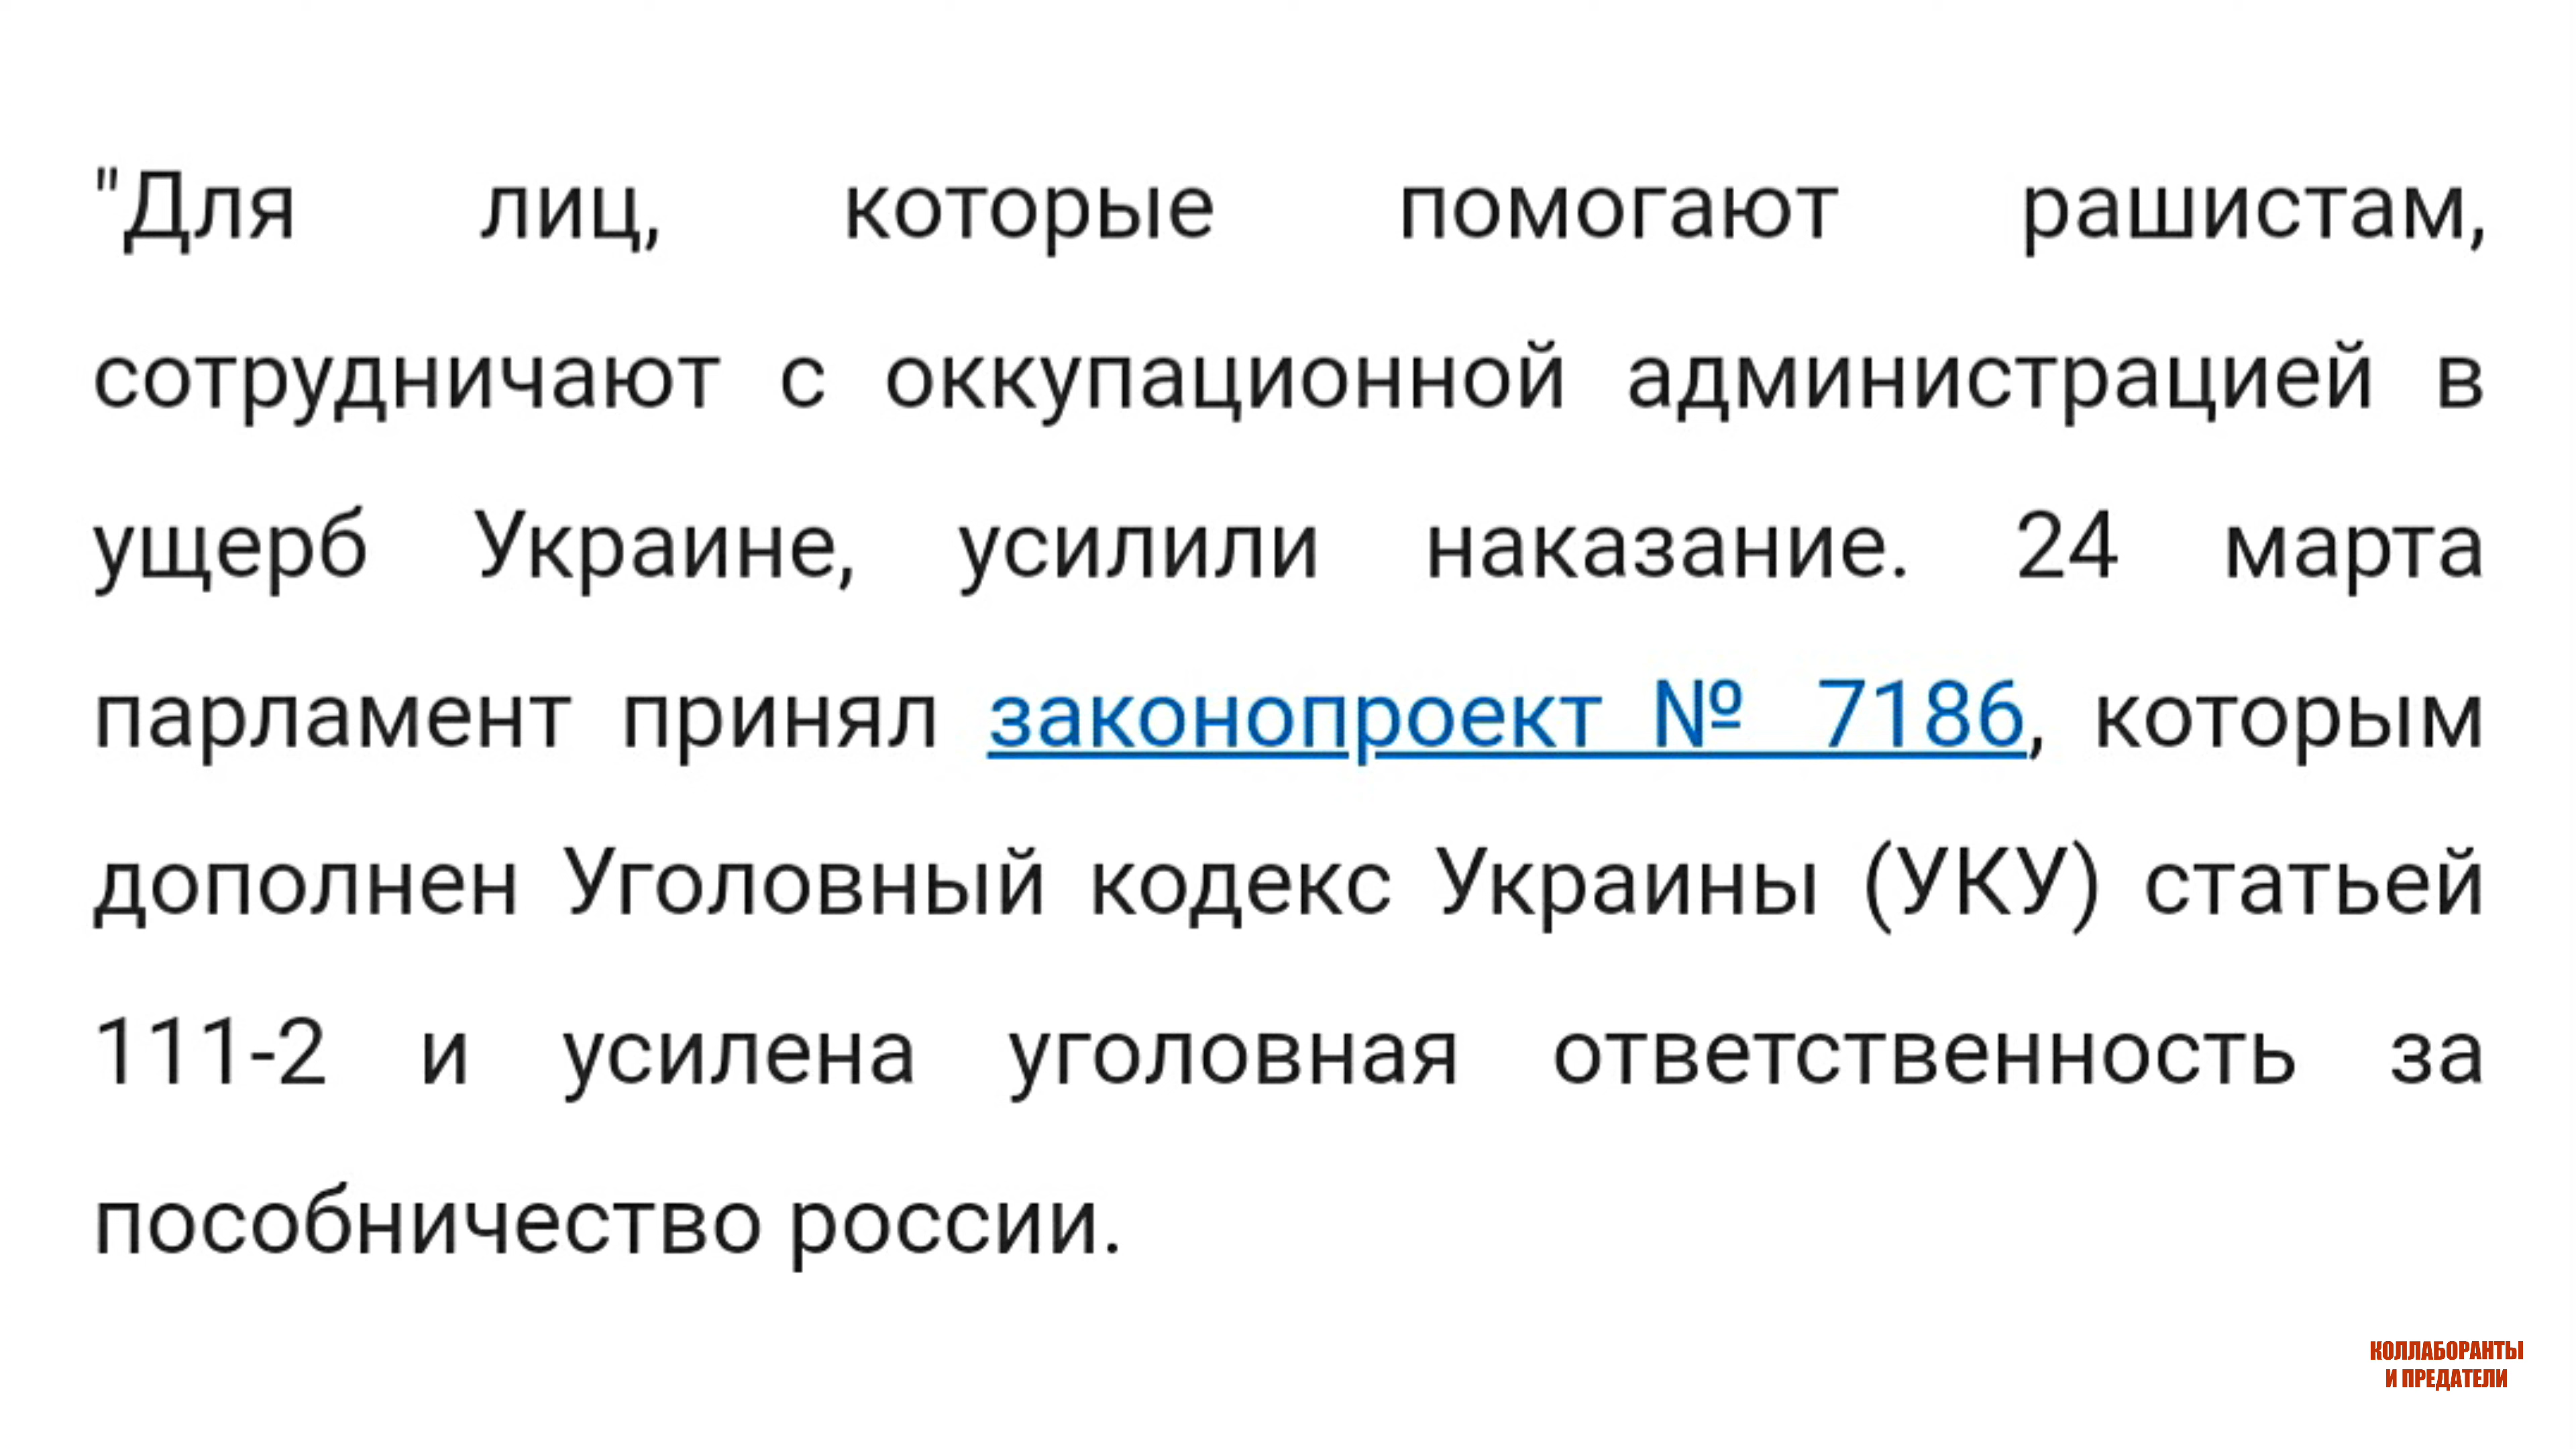 "Для лиц, которые помогают рашистам,
сотрудничают с оккупационной администрацией в
ущерб Украине, усилили наказание. 24 марта
парламент принял законопроект № 7186, которым
дополнен Уголовный кодекс Украины (УКУ) статьей
111-2 и усилена уголовная ответственность за
пособничество россии.
КОЛЛАБОРАНТЫ
И ПРЕДАТЕЛИ